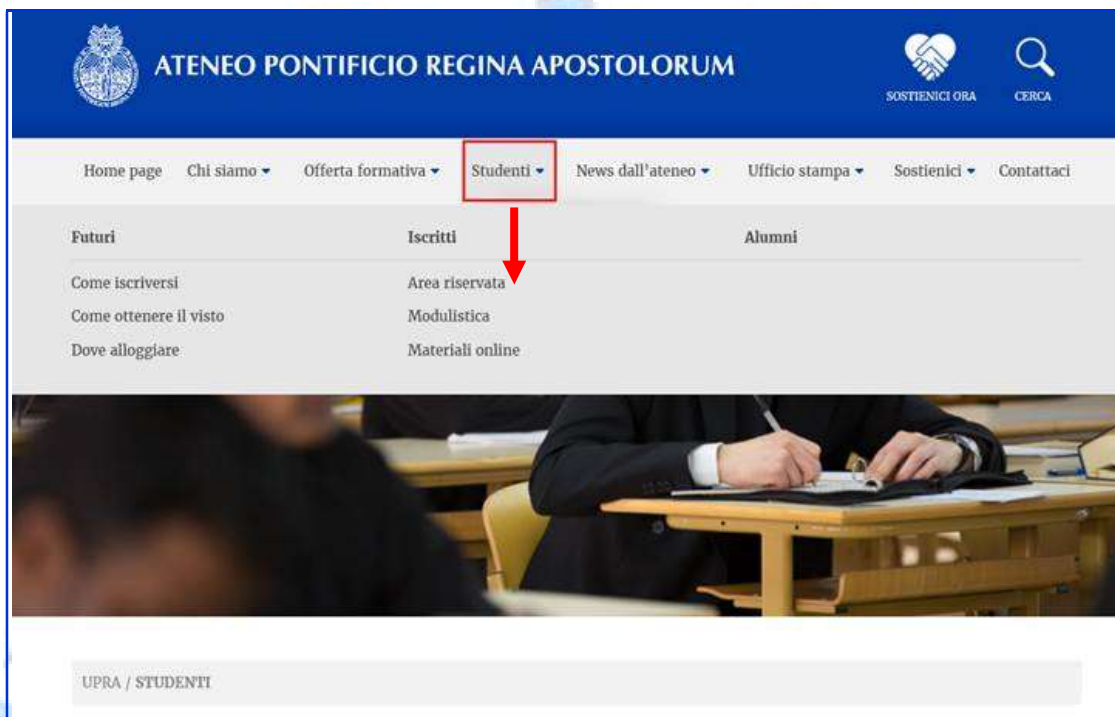 ATENEO PONTIFICIO REGINA APOSTOLORUM
SOSTIENICI ORA
CERCA
Home page Chi siamo Offerta formativa Studenti News dall'ateneo Ufficio stampa Sostienici Contattaci
Futuri Iscritti Alumni
Come iscriversi Area riservata
Come ottenere il visto Modulistica
Dove alloggiare Materiali online
UPRA / STUDENTI